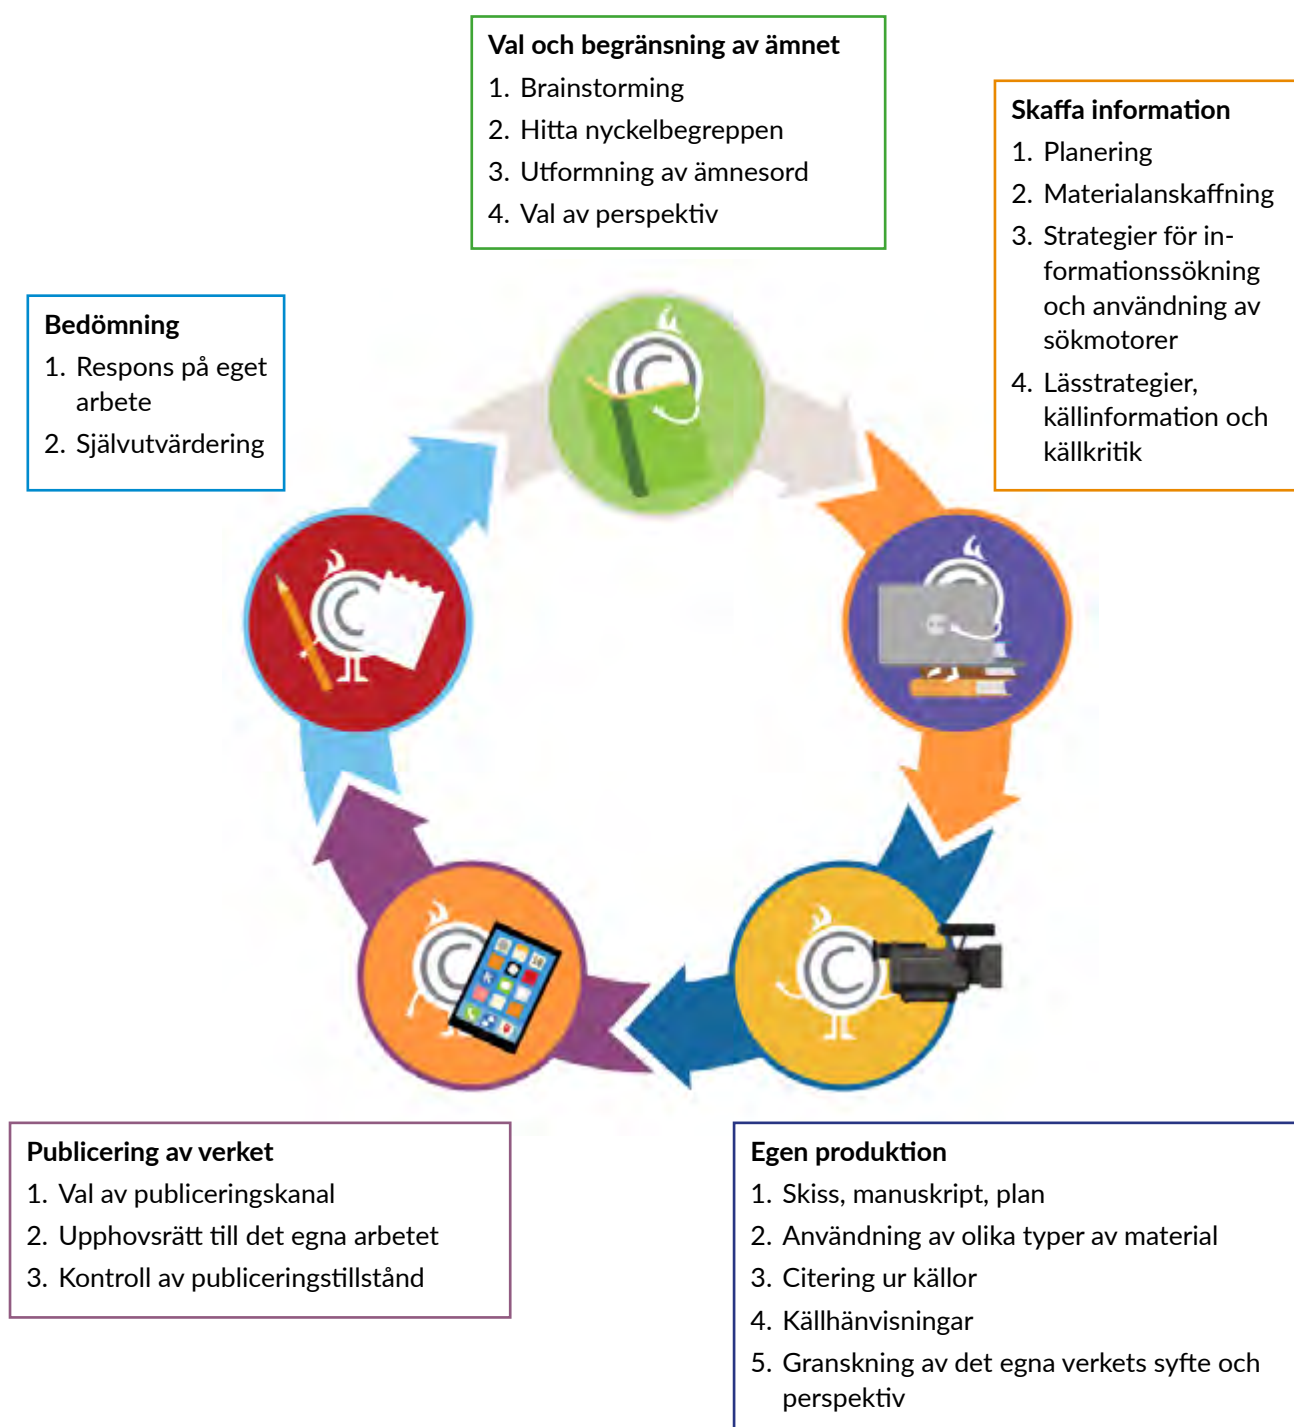 Val och begränsning av ämnet
1. Brainstorming
2. Hitta nyckelbegreppen
3. Utformning av ämnesord
4. Val av perspektiv
Skaffa information
1. Planering
2. Materialanskaffning
3. Strategier för in-
formationssökning
och användning av
sökmotorer
4. Lässtrategier,
källinformation och
källkritik
Bedömning
1. Respons på eget
arbete
2. Självutvärdering
Publicering av verket
1. Val av publiceringskanal
2. Upphovsrätt till det egna arbetet
3. Kontroll av publiceringstillstånd
Egen produktion
1. Skiss, manuskript, plan
2. Användning av olika typer av material
3. Citering ur källor
4. Källhänvisningar
5. Granskning av det egna verkets syfte och
perspektiv